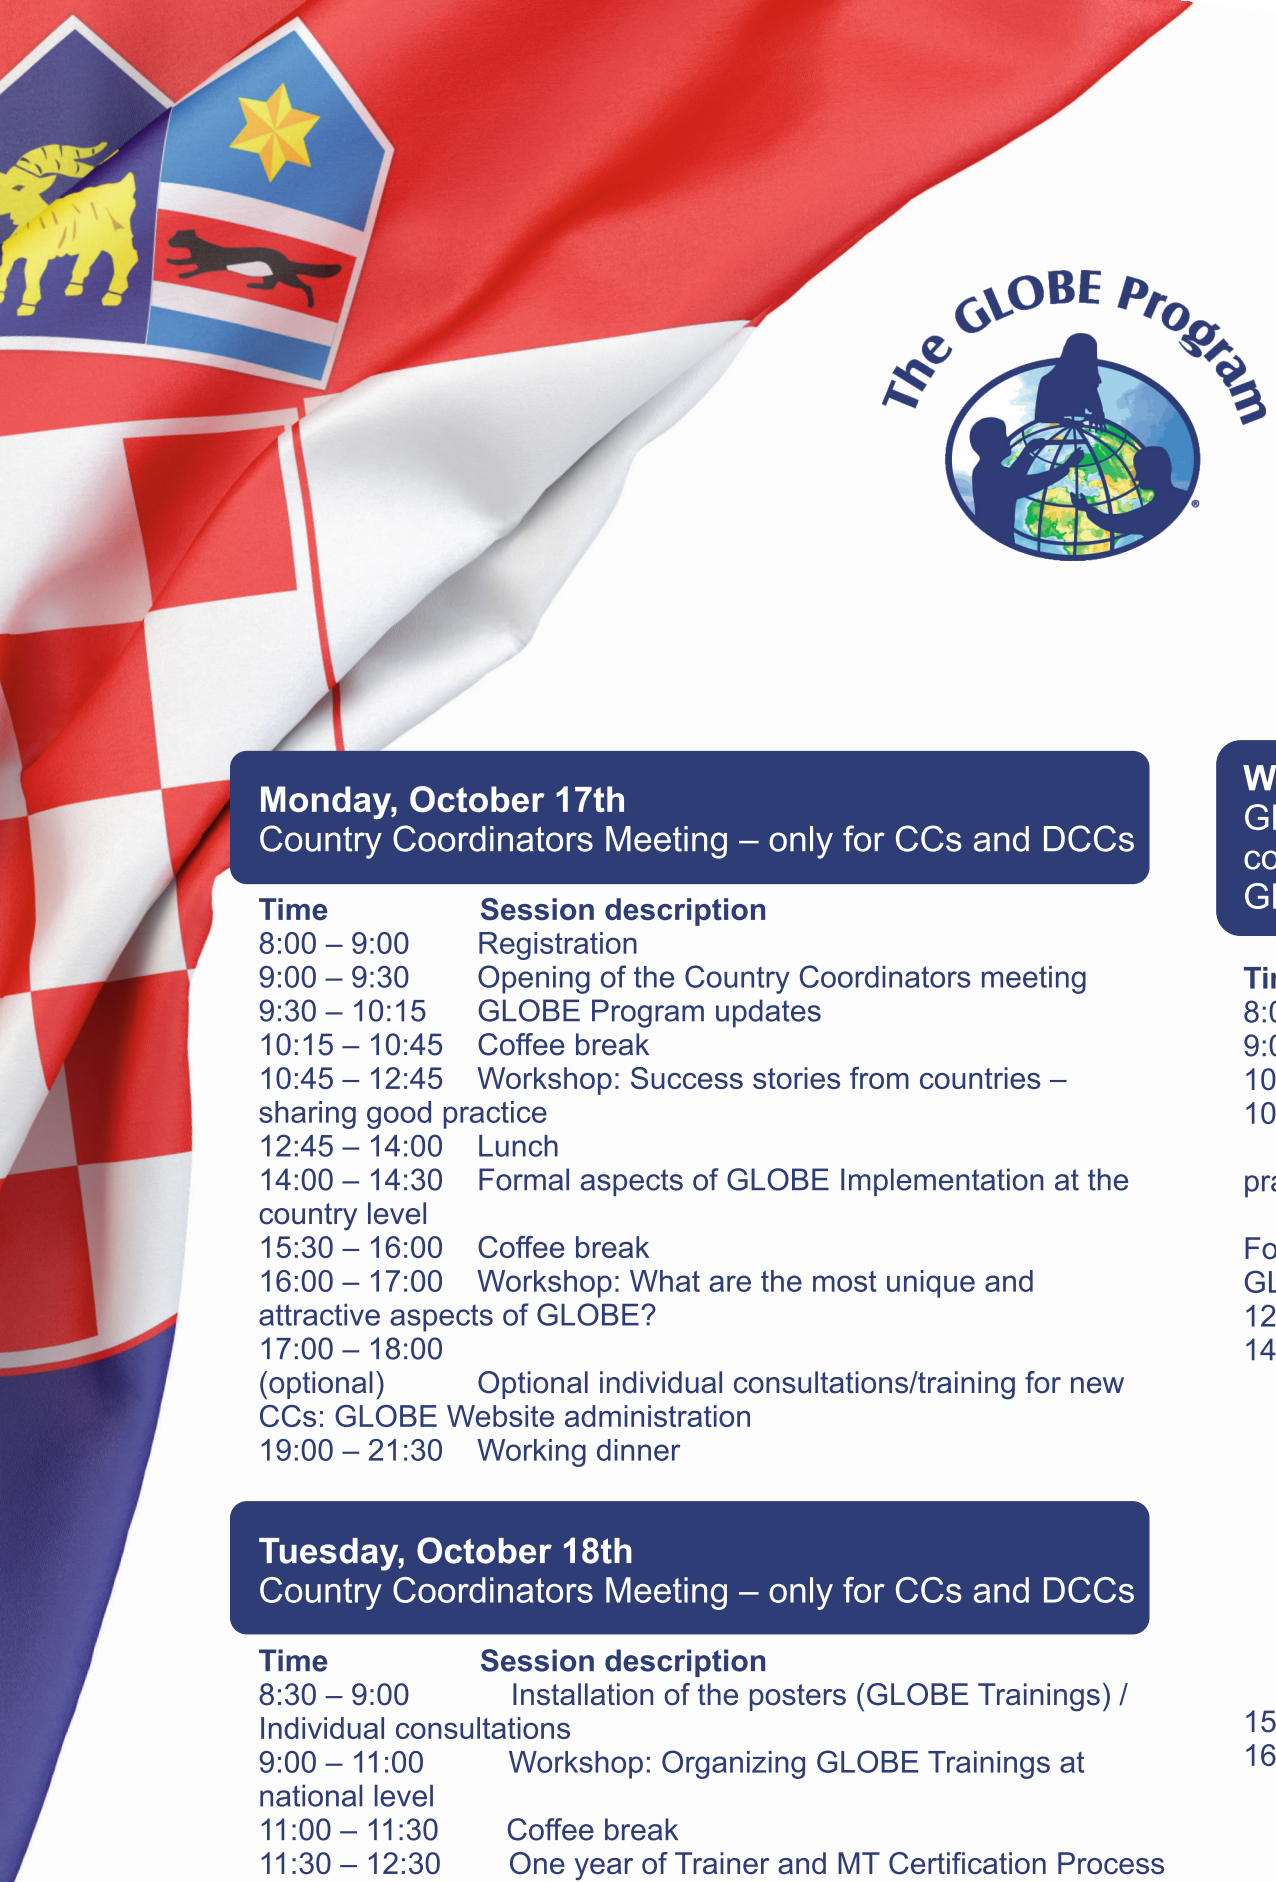 The GLOBE Program
®
Monday, October 17th
Country Coordinators Meeting – only for CCs and DCCs
Time Session description
8:00 – 9:00 Registration
9:00 – 9:30 Opening of the Country Coordinators meeting
9:30 – 10:15 GLOBE Program updates
10:15 – 10:45 Coffee break
10:45 – 12:45 Workshop: Success stories from countries –
sharing good practice
12:45 – 14:00 Lunch
14:00 – 14:30 Formal aspects of GLOBE Implementation at the
country level
15:30 – 16:00 Coffee break
16:00 – 17:00 Workshop: What are the most unique and
attractive aspects of GLOBE?
17:00 – 18:00
(optional) Optional individual consultations/training for new
CCs: GLOBE Website administration
19:00 – 21:30 Working dinner
Tuesday, October 18th
Country Coordinators Meeting – only for CCs and DCCs
Time Session description
8:30 – 9:00 Installation of the posters (GLOBE Trainings) /
Individual consultations
9:00 – 11:00 Workshop: Organizing GLOBE Trainings at
national level
11:00 – 11:30 Coffee break
11:30 – 12:30 One year of Trainer and MT Certification Process